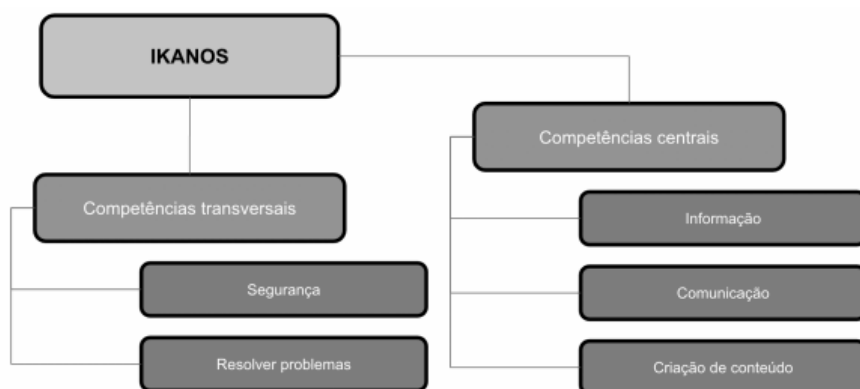 IKANOS
Competências centrais
Competências transversais
Informação
Segurança
Comunicação
Resolver problemas
Criação de conteúdo